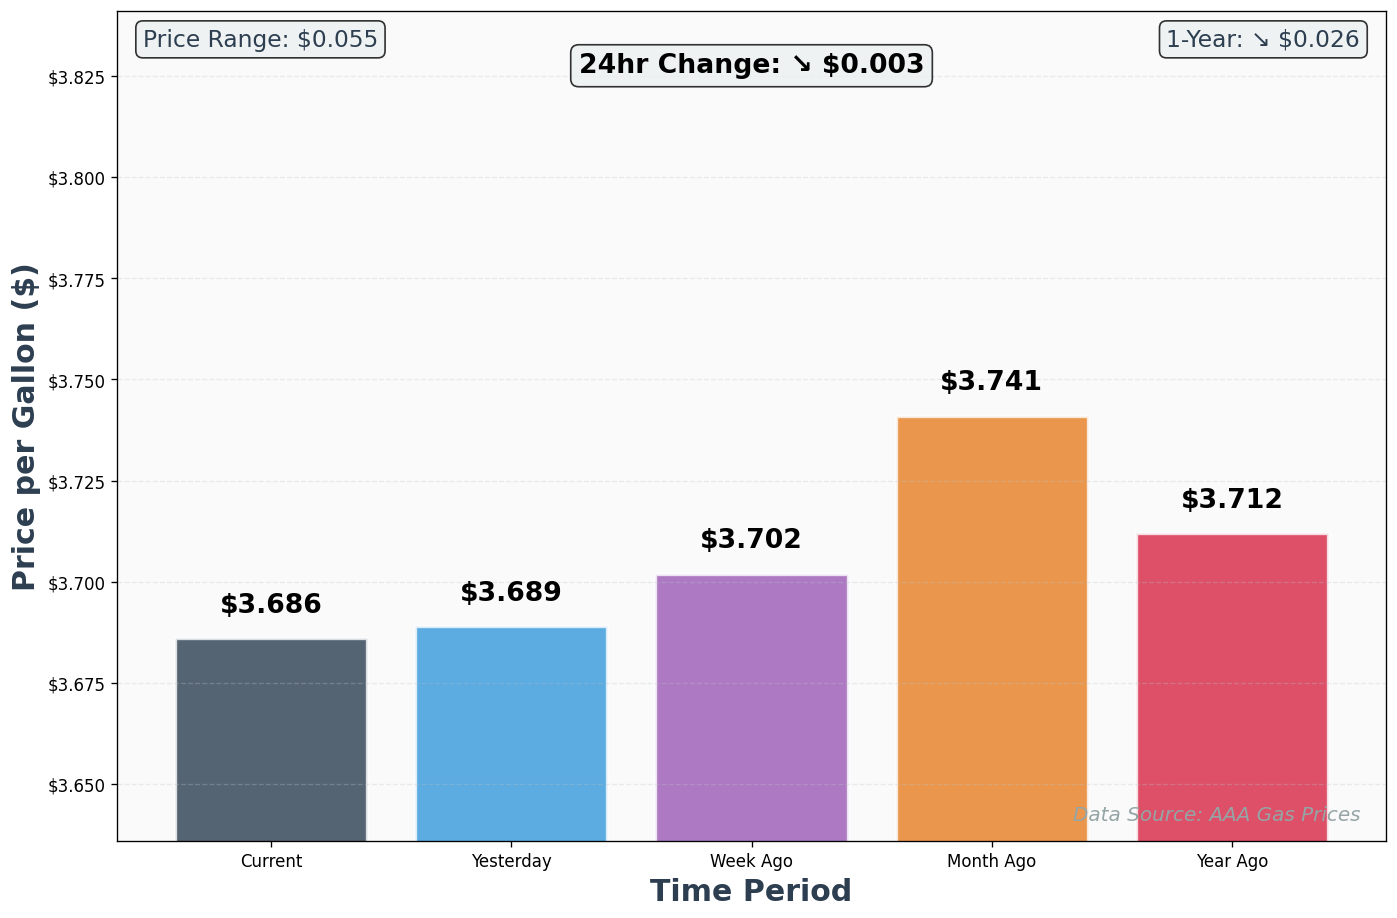 Price Range: $0.055
24hr Change: ↘ $0.003
1-Year: ↘ $0.026
Price per Gallon ($)
$3.825
$3.800
$3.775
$3.750
$3.725
$3.700
$3.675
$3.650
$3.686
$3.689
$3.702
$3.741
$3.712
Data Source: AAA Gas Prices
Current
Yesterday
Week Ago
Month Ago
Year Ago
Time Period